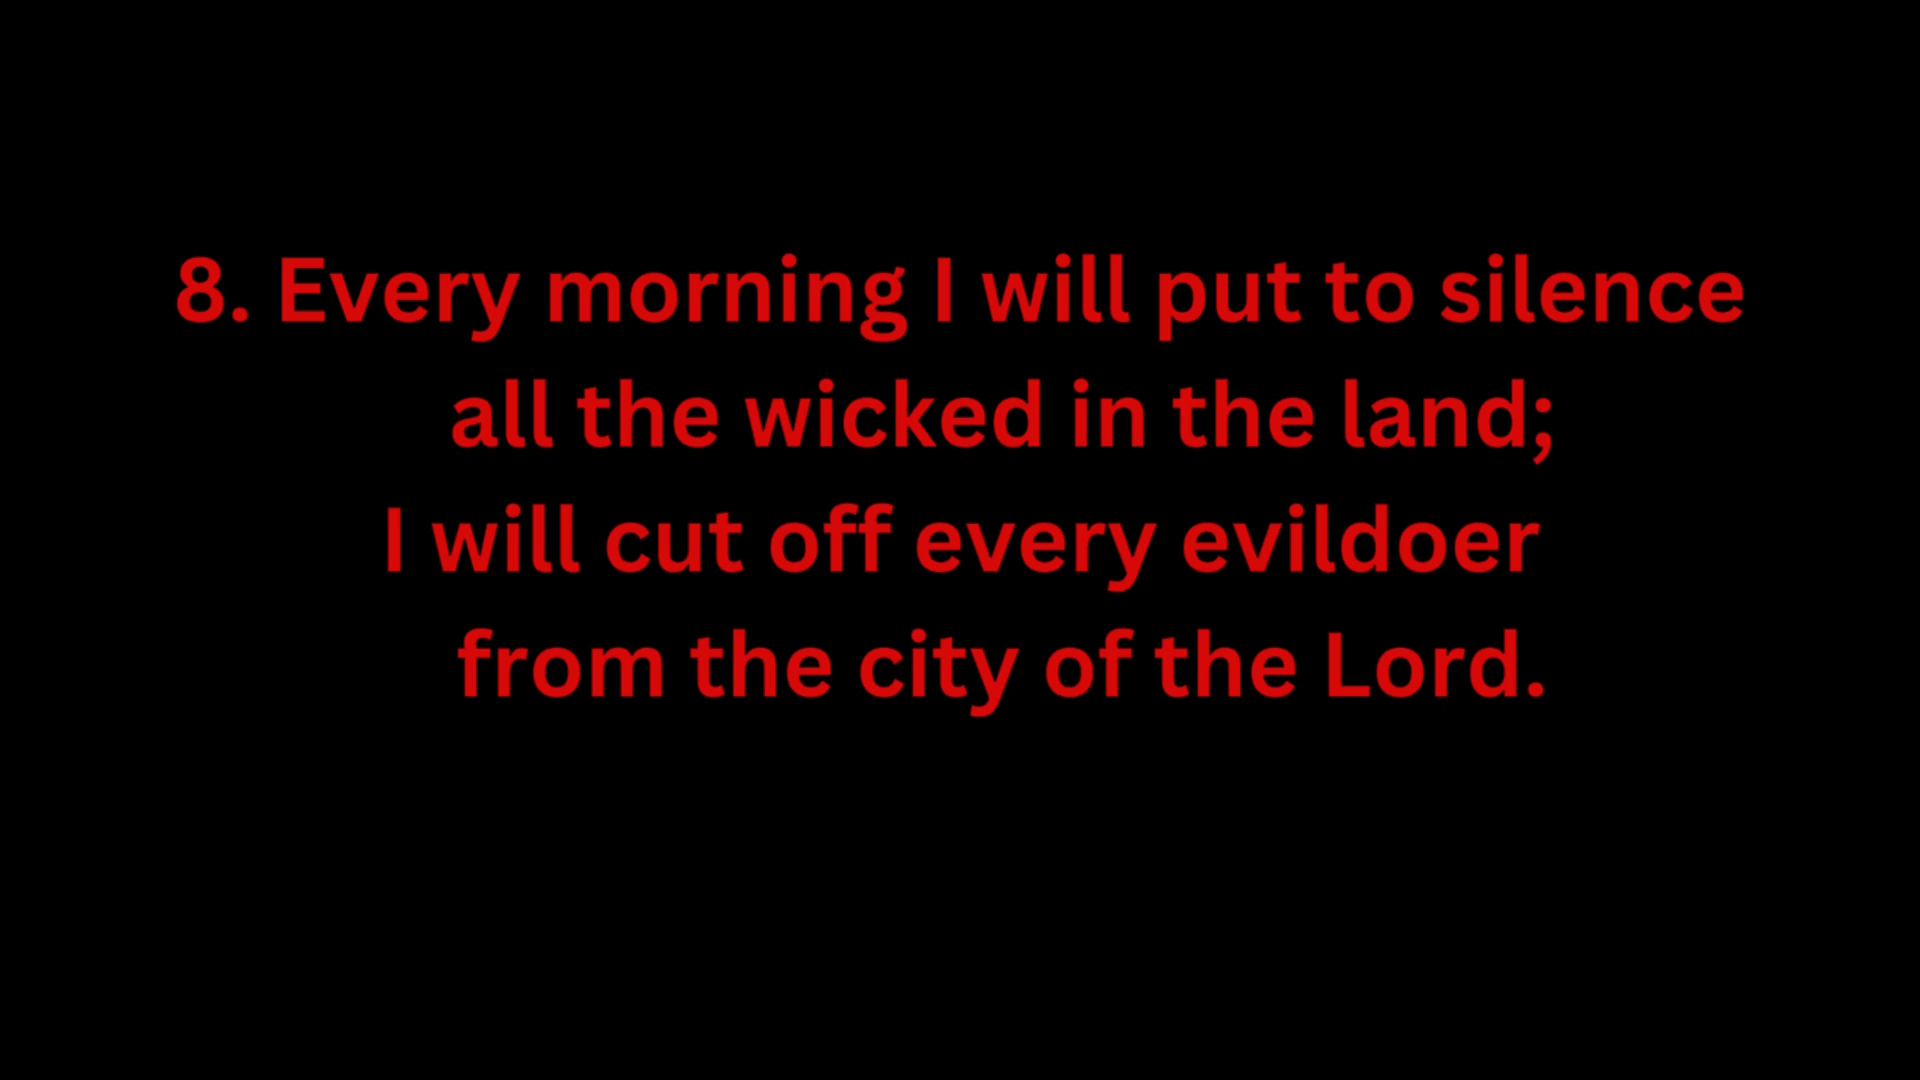 8. Every morning I will put to silence
all the wicked in the land;
I will cut off every evildoer
from the city of the Lord.